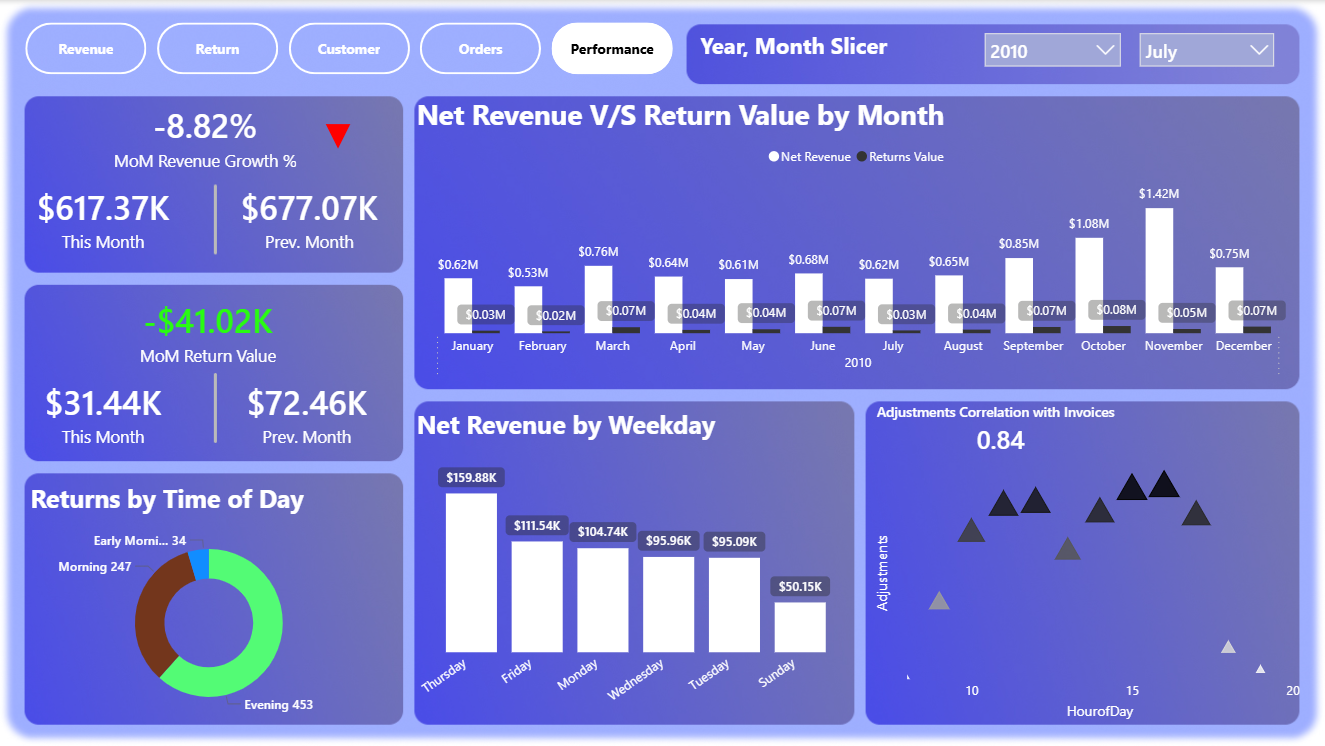 Revenue
Return
Customer
Orders
Performance
Year, Month Slicer
2010
July
-8.82%
MoM Revenue Growth %
$617.37K
This Month
$677.07K
Prev. Month
-$41.02K
MoM Return Value
$31.44K
This Month
$72.46K
Prev. Month
Returns by Time of Day
Early Morni... 34
Morning 247
Evening 453
Net Revenue V/S Return Value by Month
Net Revenue
Returns Value
$0.62M
$0.53M
$0.76M
$0.64M
$0.61M
$0.68M
$0.62M
$0.65M
$0.85M
$1.08M
$1.42M
$0.75M
$0.03M
$0.02M
$0.07M
$0.04M
$0.04M
$0.07M
$0.03M
$0.04M
$0.07M
$0.08M
$0.05M
$0.07M
January
February
March
April
May
June
July
August
September
October
November
December
2010
Net Revenue by Weekday
$159.88K
$111.54K
$104.74K
$95.96K
$95.09K
$50.15K
Thursday
Friday
Monday
Wednesday
Tuesday
Sunday
Adjustments Correlation with Invoices
0.84
Adjustments
10
15
20
HourofDay